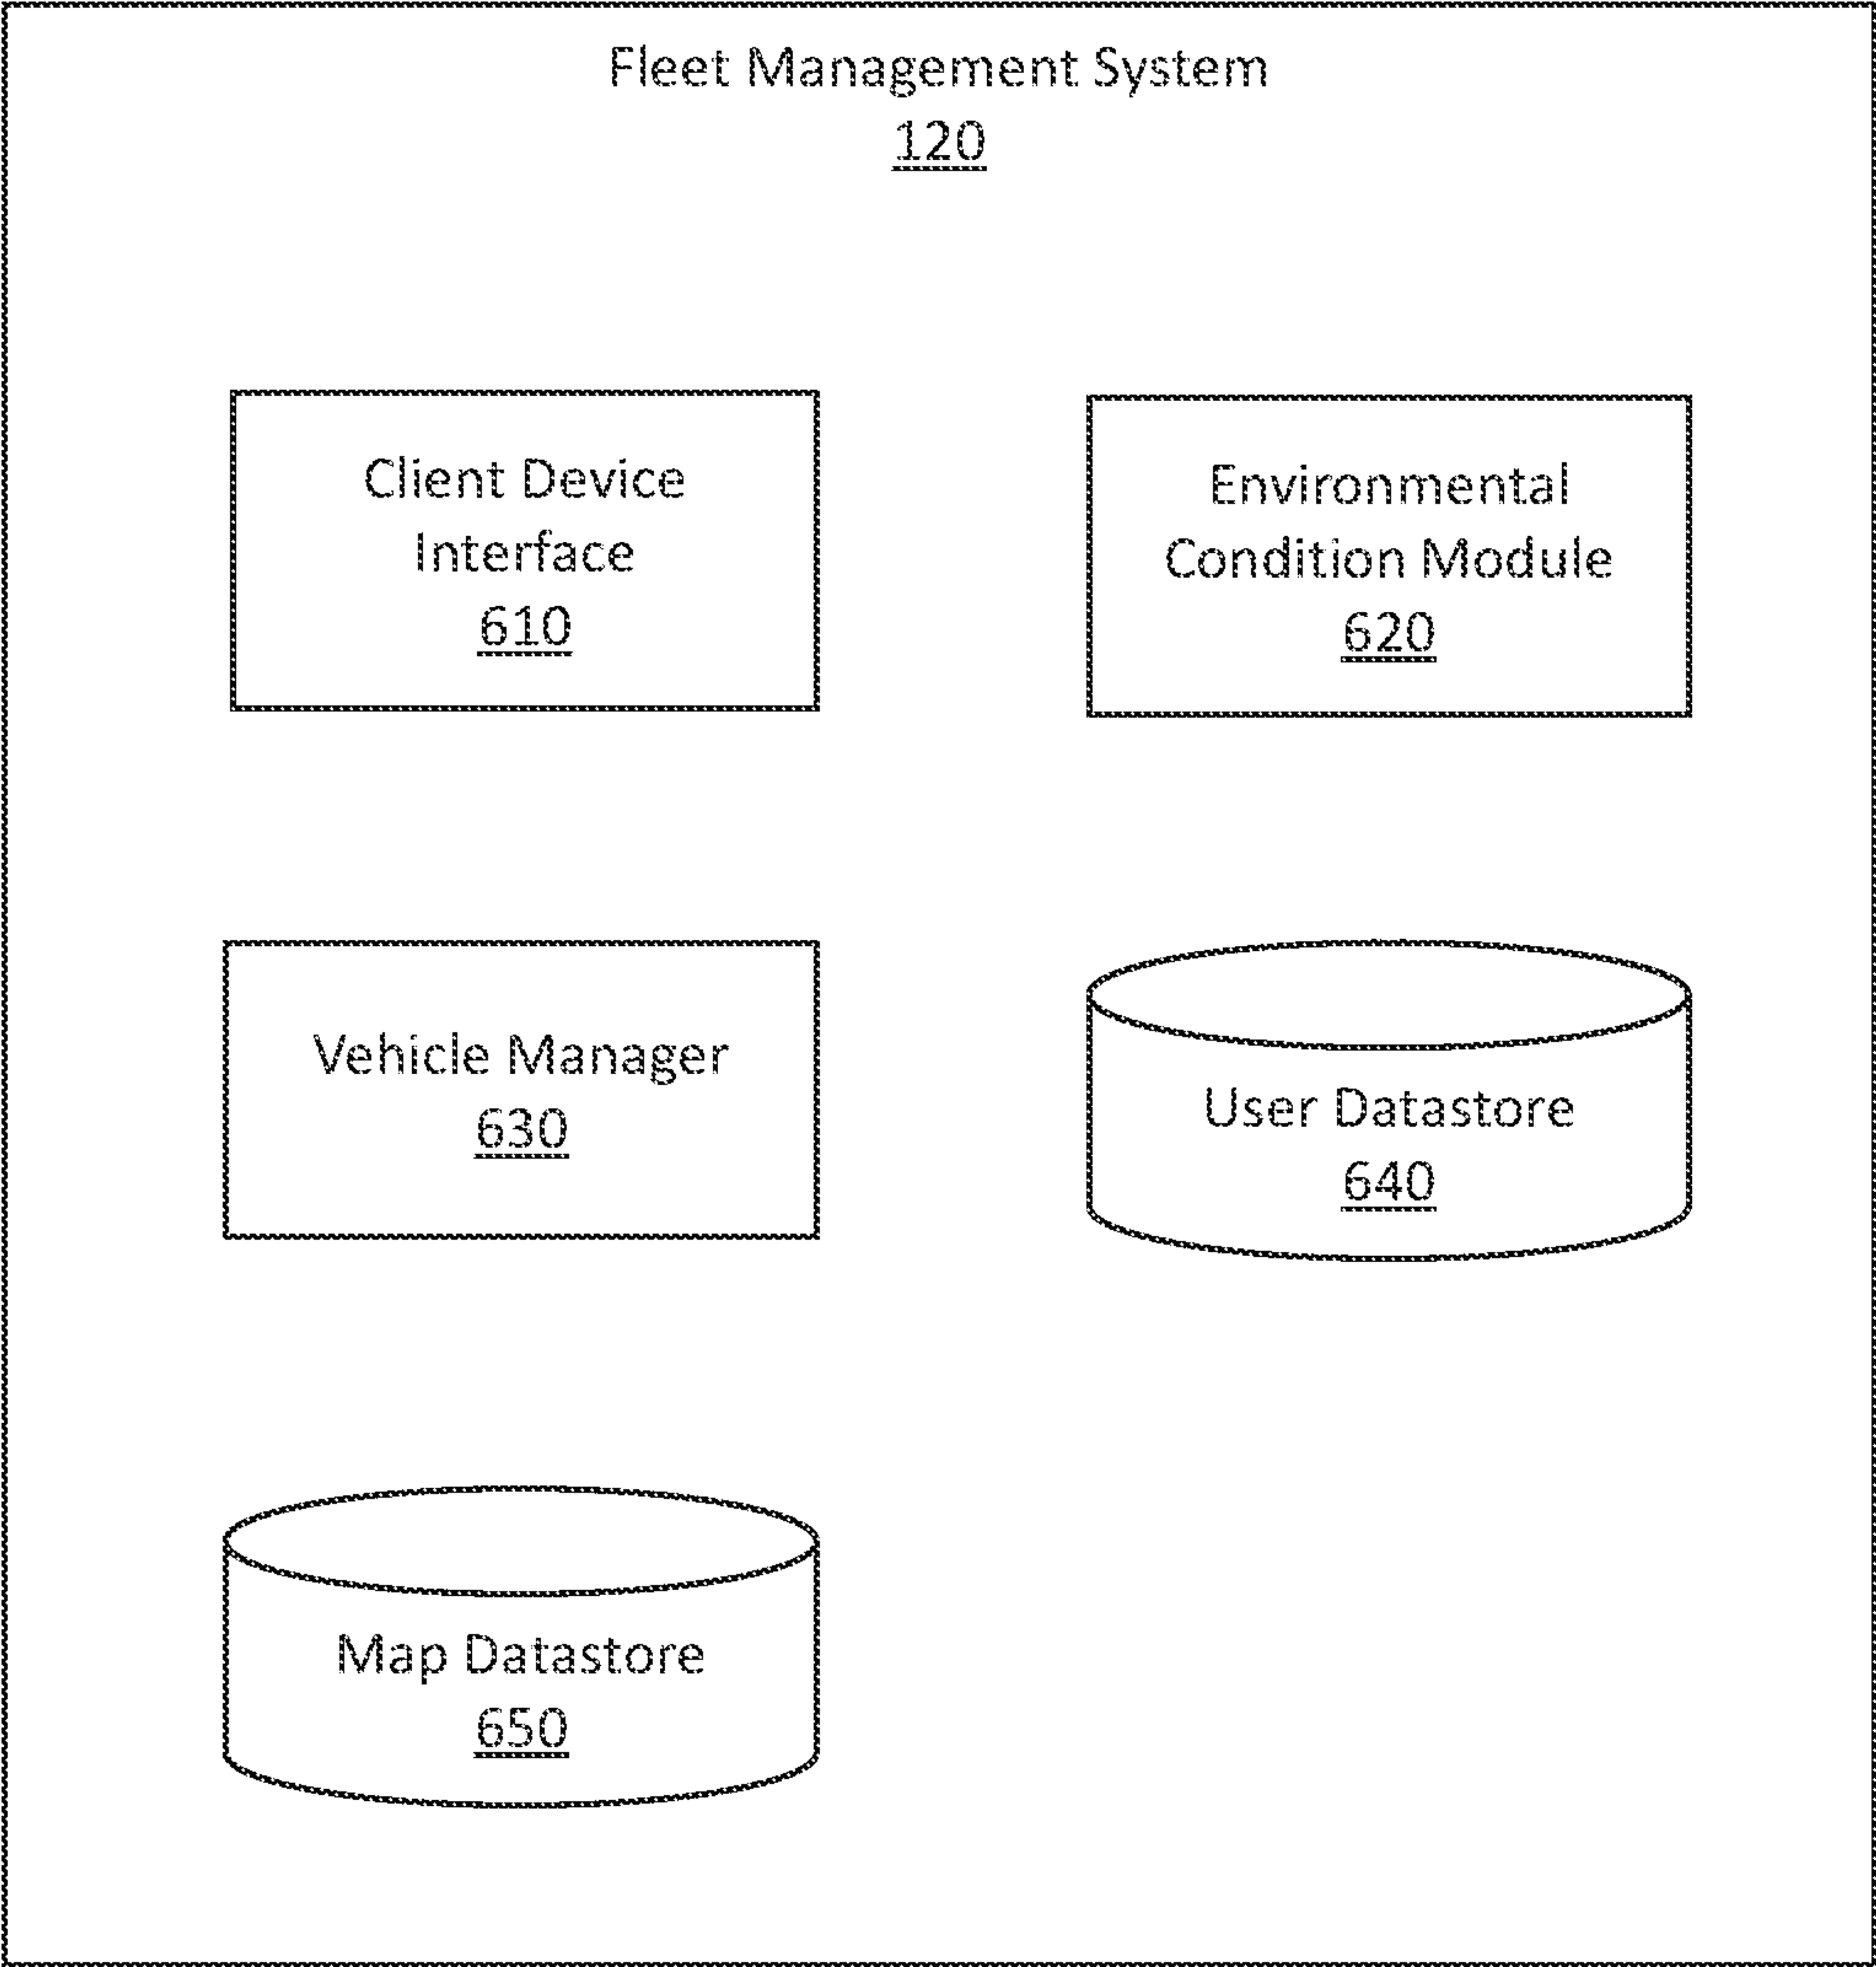 Fleet Management System
120
Client Device
Interface
610
Environmental
Condition Module
620
Vehicle Manager
630
User Datastore
640
Map Datastore
650